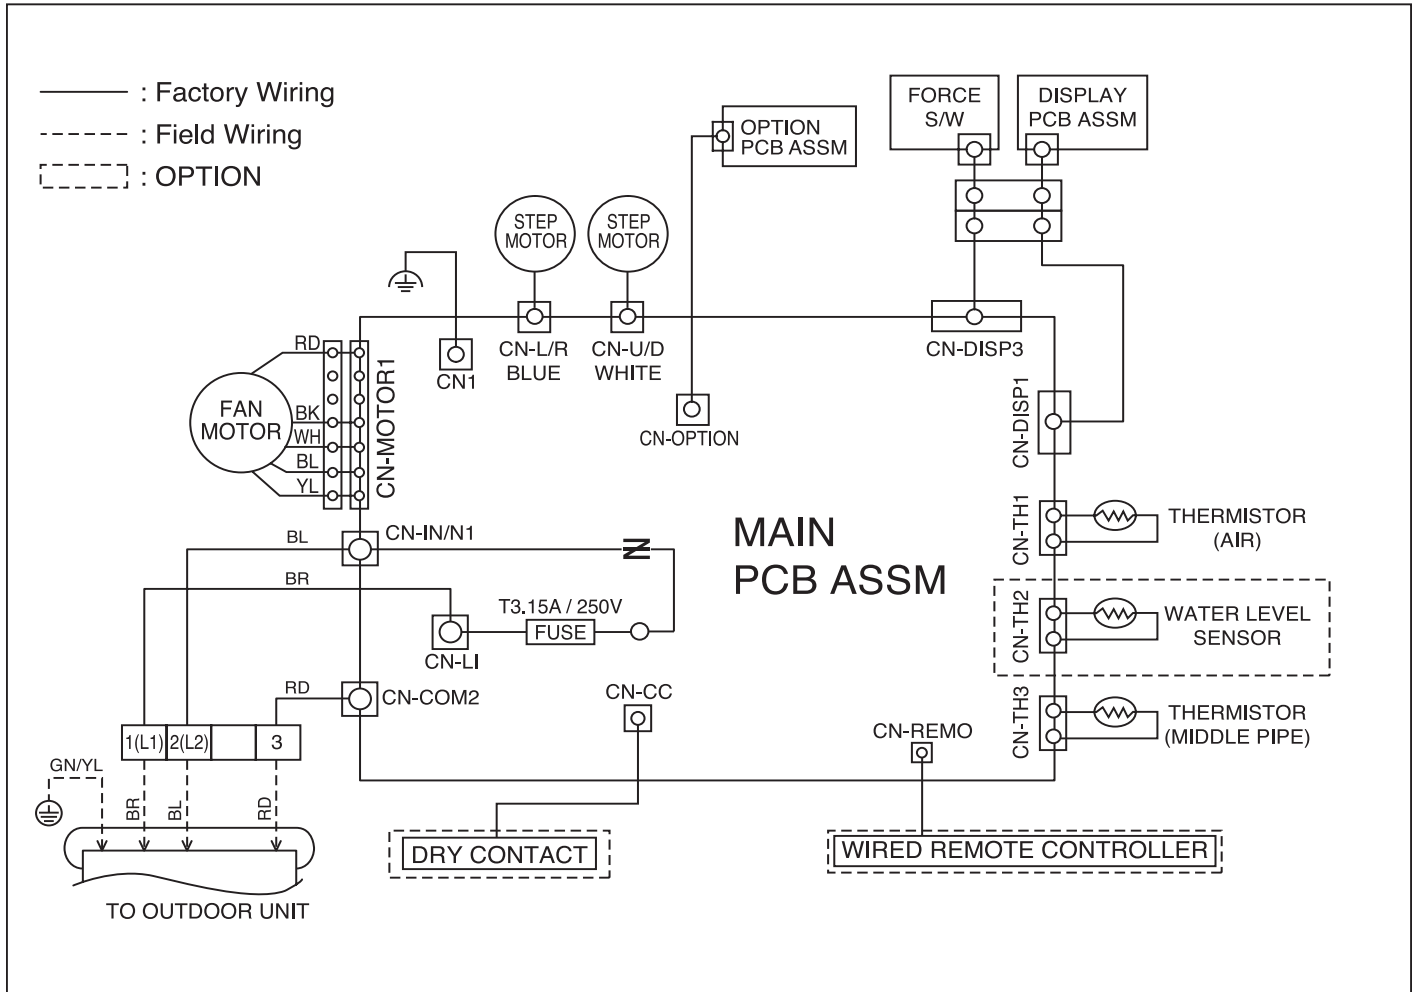 : Factory Wiring
: Field Wiring
: OPTION
OPTION
PCB ASSM
FORCE
S/W
DISPLAY
PCB ASSM
STEP
MOTOR
STEP
MOTOR
CN1
CN-L/R
BLUE
CN-U/D
WHITE
CN-OPTION
CN-DISP3
CN-DISP1
FAN
MOTOR
RD
BK
WH
BL
YL
CN-MOTOR1
CN-IN/N1
BL
BR
T3.15A / 250V
FUSE
CN-LI
MAIN
PCB ASSM
CN-TH1
THERMISTOR
(AIR)
CN-TH2
WATER LEVEL
SENSOR
CN-TH3
THERMISTOR
(MIDDLE PIPE)
RD
CN-COM2
CN-CC
CN-REMO
1(L1)
2(L2)
3
GN/YL
BR
BL
RD
DRY CONTACT
WIRED REMOTE CONTROLLER
TO OUTDOOR UNIT